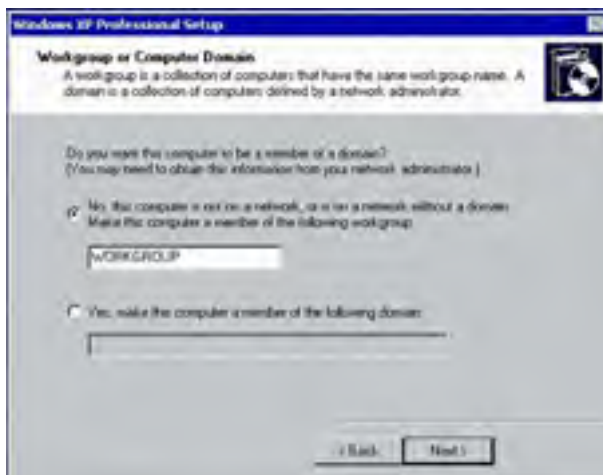 Windows XP Professional Setup
Workgroup or Computer Domain
A workgroup is a collection of computers that have the same workgroup name. A
domain is a collection of computers defined by a network administrator.
Do you want this computer to be a member of a domain?
(You may need to obtain this information from your network administrator.)
No, this computer is not on a network, or is on a network without a domain.
Make this computer a member of the following workgroup:
WORKGROUP
Yes, make this computer a member of the following domain:
< Back
Next >